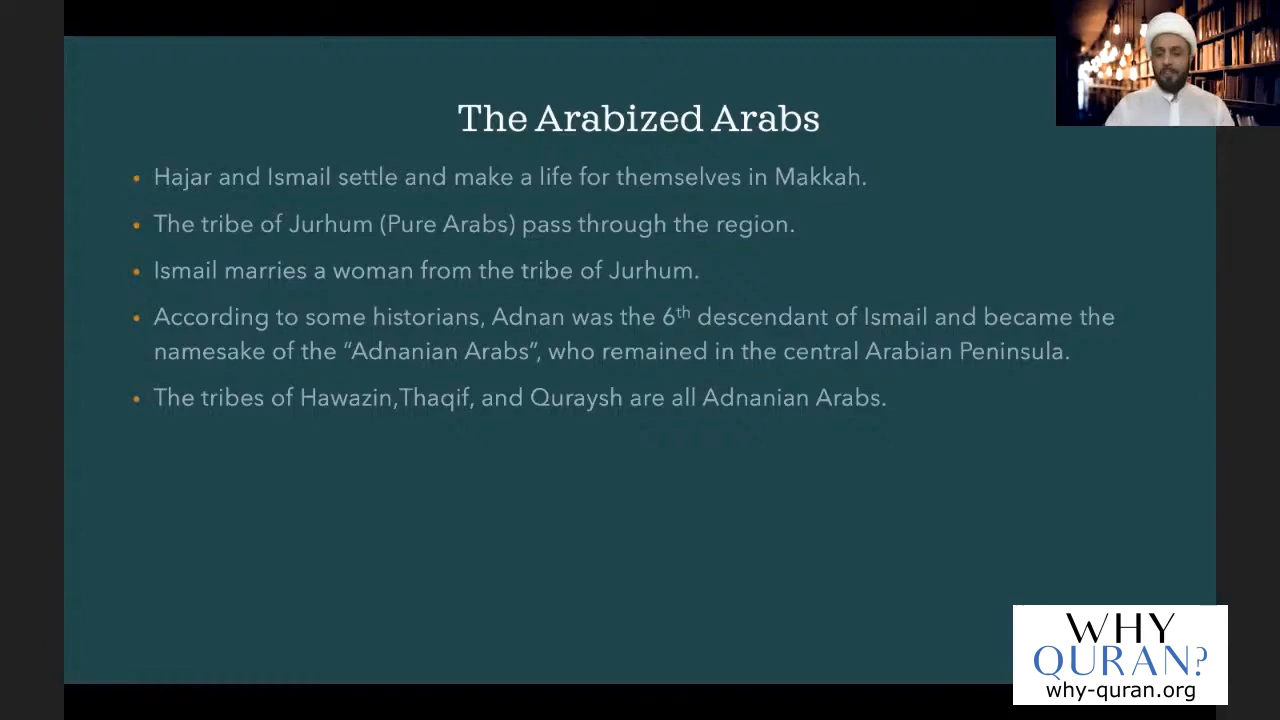 The Arabized Arabs
• Hajar and Ismail settle and make a life for themselves in Makkah.
• The tribe of Jurhum (Pure Arabs) pass through the region.
• Ismail marries a woman from the tribe of Jurhum.
• According to some historians, Adnan was the 6th descendant of Ismail and became the
namesake of the “Adnanian Arabs”, who remained in the central Arabian Peninsula.
• The tribes of Hawazin,Thaqif, and Quraysh are all Adnanian Arabs.
WHY
QURAN?
why-quran.org